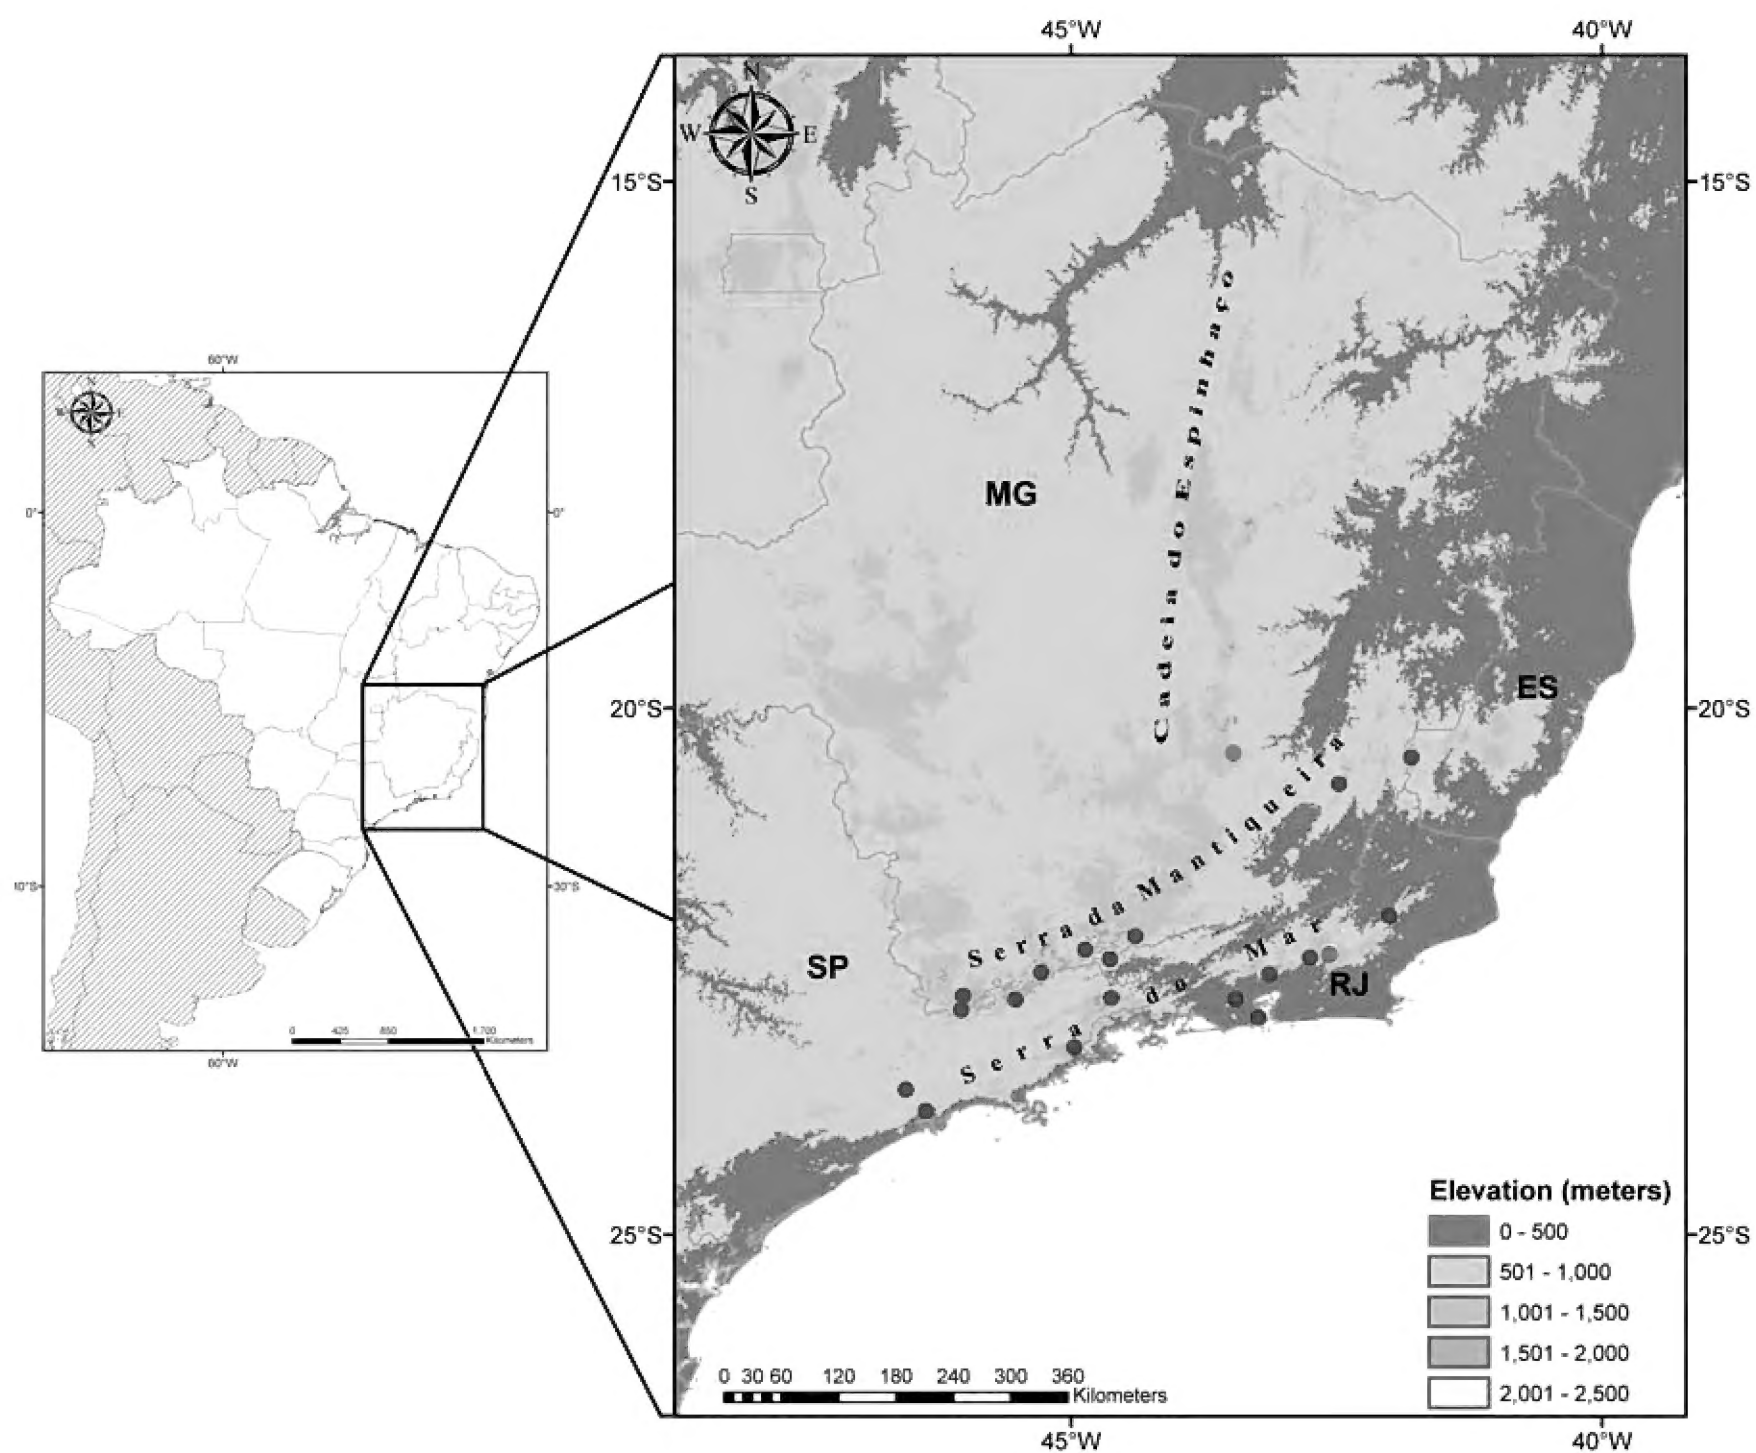 60°W
0°
0°
10°S
30°S
0 425 850 1,700
Kilometers
60°W
45°W
40°W
N
W
E
S
15°S
15°S
Cadeia do Espinhaço
MG
ES
20°S
20°S
Serra da Mantiqueira
SP
Serra do Mar
RJ
25°S
25°S
Elevation (meters)
0 - 500
501 - 1,000
1,001 - 1,500
1,501 - 2,000
2,001 - 2,500
0 30 60 120 180 240 300 360
Kilometers
45°W
40°W